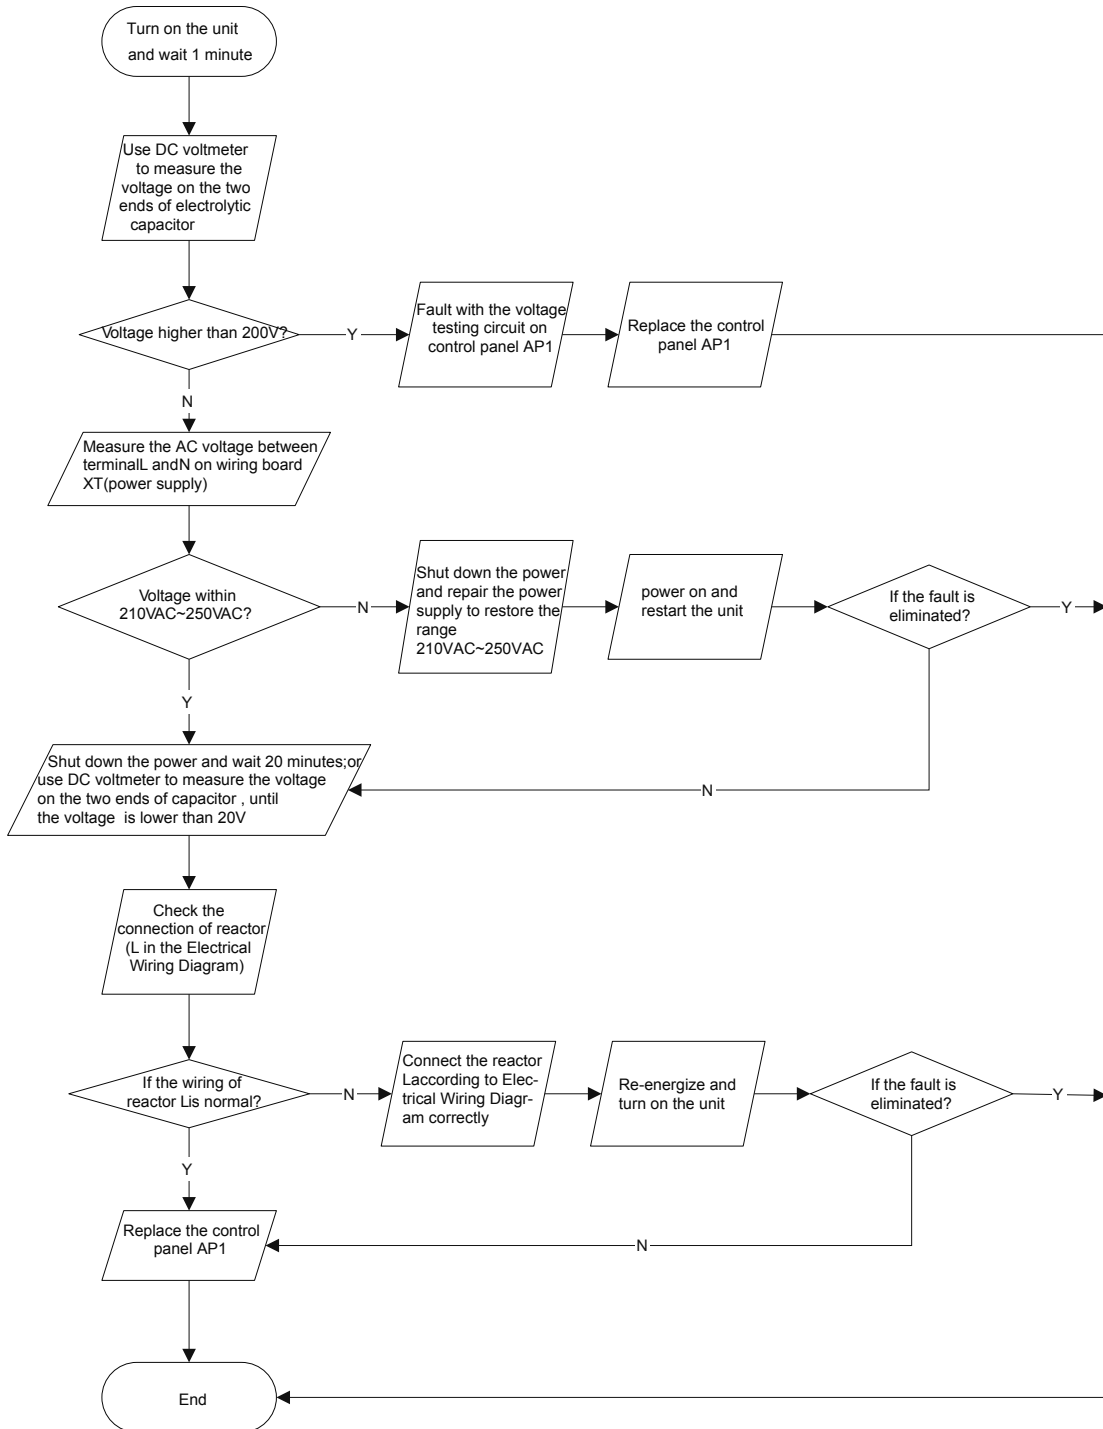 Turn on the unit
and wait 1 minute
Use DC voltmeter
to measure the
voltage on the two
ends of electrolytic
capacitor
Voltage higher than 200V?
Y
Fault with the voltage
testing circuit on
control panel AP1
Replace the control
panel AP1
N
Measure the AC voltage between
terminalL andN on wiring board
XT(power supply)
Voltage within
210VAC~250VAC?
N
Shut down the power
and repair the power
supply to restore the
range
210VAC~250VAC
power on and
restart the unit
If the fault is
eliminated?
Y
Y
N
Shut down the power and wait 20 minutes;or
use DC voltmeter to measure the voltage
on the two ends of capacitor , until
the voltage is lower than 20V
Check the
connection of reactor
(L in the Electrical
Wiring Diagram)
If the wiring of
reactor Lis normal?
N
Connect the reactor
Laccording to Elec-
trical Wiring Diagr-
am correctly
Re-energize and
turn on the unit
If the fault is
eliminated?
Y
Y
N
Replace the control
panel AP1
End